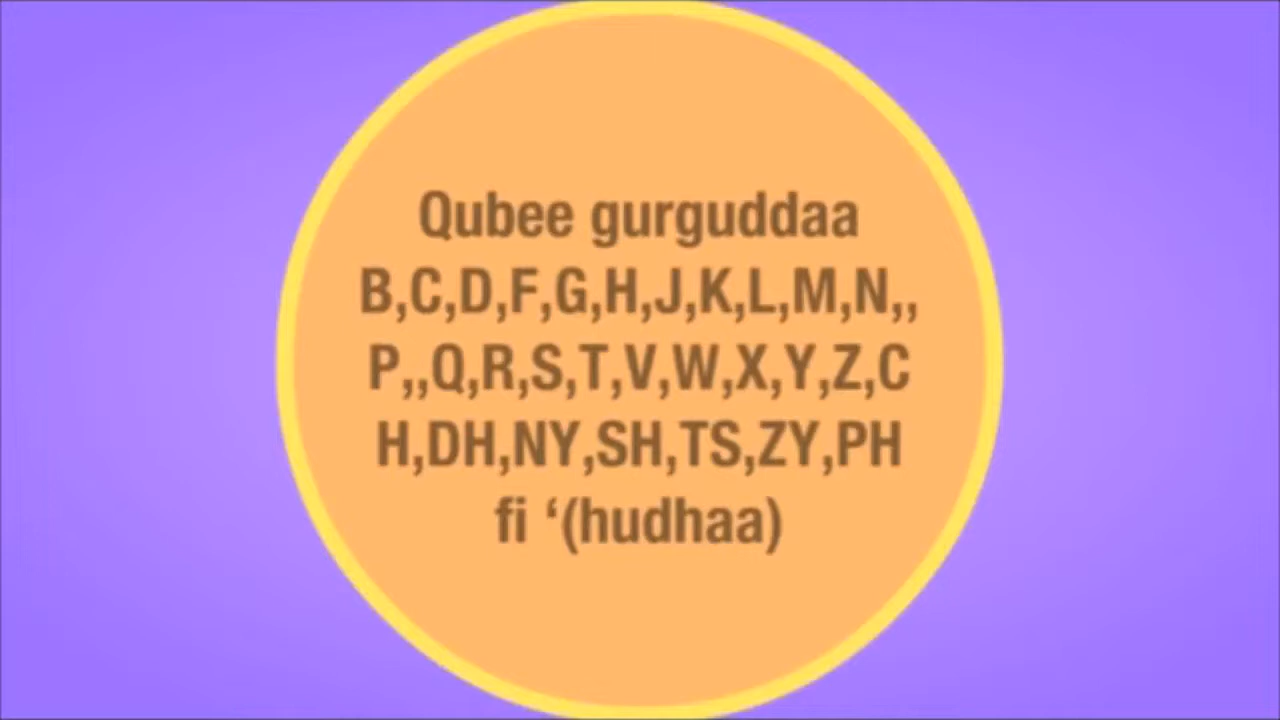 Qubee gurguddaa
B,C,D,F,G,H,J,K,L,M,N,,
P,,Q,R,S,T,V,W,X,Y,Z,C
H,DH,NY,SH,TS,ZY,PH
fi ‘(hudhaa)